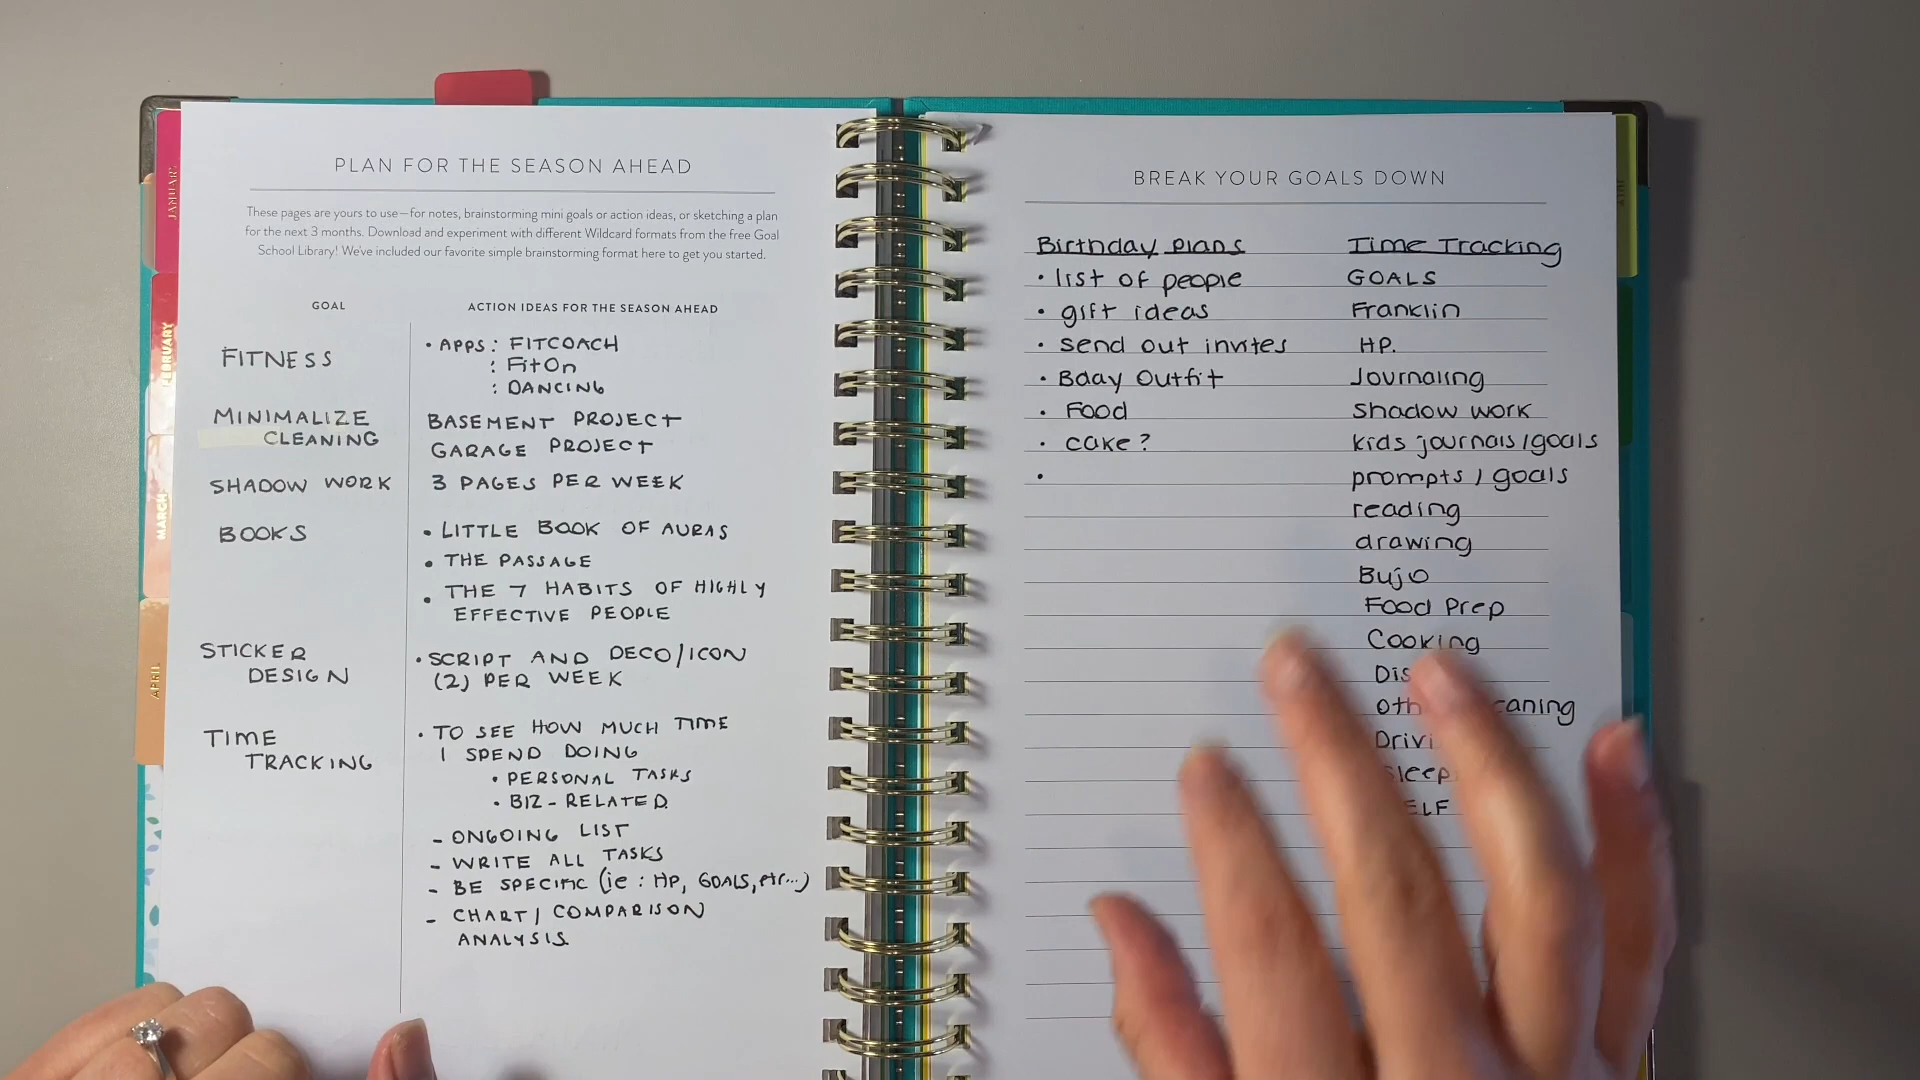 PLAN FOR THE SEASON AHEAD
These pages are yours to use—for notes, brainstorming mini goals or action ideas, or sketching a plan
for the next 3 months. Download and experiment with different Wildcard formats from the free Goal
School Library! We've included our favorite simple brainstorming format here to get you started.
GOAL
ACTION IDEAS FOR THE SEASON AHEAD
FITNESS
• APPS: FITCOACH
: FitOn
: DANCING
MINIMALIZE
CLEANING
BASEMENT PROJECT
GARAGE PROJECT
SHADOW WORK
3 PAGES PER WEEK
BOOKS
• LITTLE BOOK OF AURAS
• THE PASSAGE
• THE 7 HABITS OF HIGHLY
EFFECTIVE PEOPLE
STICKER
DESIGN
• SCRIPT AND DECO/ICON
(2) PER WEEK
TIME
TRACKING
• TO SEE HOW MUCH TIME
I SPEND DOING
• PERSONAL TASKS
• BIZ-RELATED
- ONGOING LIST
- WRITE ALL TASKS
- BE SPECIFIC (ie: HP, GOALS, etc...)
- CHART/COMPARISON
ANALYSIS
BREAK YOUR GOALS DOWN
Birthday plans
• list of people
• gift ideas
• send out invites
• Bday Outfit
• Food
• cake?
•
Time Tracking
GOALS
Franklin
HP.
Journaling
Shadow work
kids journals/goals
prompts/goals
reading
drawing
Bujo
Food Prep
Cooking
JANUARY
FEBRUARY
MARCH
APRIL